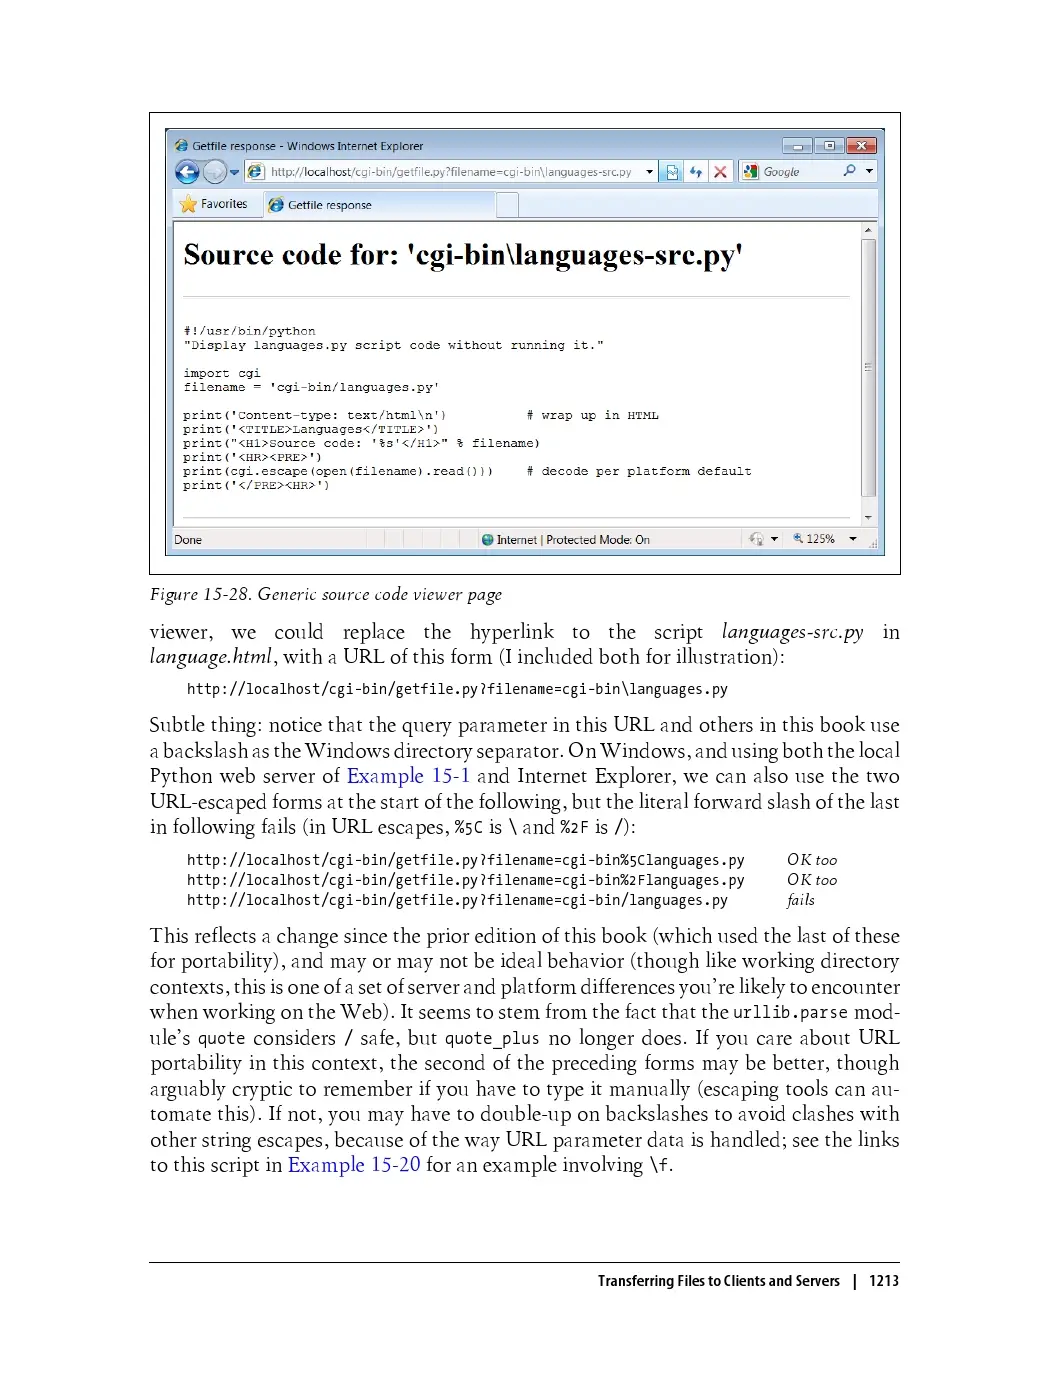 Getfile response - Windows Internet Explorer
http://localhost/cgi-bin/getfile.py?filename=cgi-bin\languages-src.py
Google
Favorites
Getfile response
Source code for: 'cgi-bin\languages-src.py'
#!/usr/bin/python
"Display languages.py script code without running it."
import cgi
filename = 'cgi-bin/languages.py'
print('Content-type: text/html\n')           # wrap up in HTML
print('<TITLE>Languages</TITLE>')
print("<H1>Source code: '%s'</H1>" % filename)
print('<HR><PRE>')
print(cgi.escape(open(filename).read()))     # decode per platform default
print('</PRE><HR>')
Done
Internet | Protected Mode: On
125%
Figure 15-28. Generic source code viewer page
viewer, we could replace the hyperlink to the script languages-src.py in
language.html, with a URL of this form (I included both for illustration):
http://localhost/cgi-bin/getfile.py?filename=cgi-bin\languages.py
Subtle thing: notice that the query parameter in this URL and others in this book use
a backslash as the Windows directory separator. On Windows, and using both the local
Python web server of Example 15-1 and Internet Explorer, we can also use the two
URL-escaped forms at the start of the following, but the literal forward slash of the last
in following fails (in URL escapes, %5C is \ and %2F is /):
http://localhost/cgi-bin/getfile.py?filename=cgi-bin%5Clanguages.py OK too
http://localhost/cgi-bin/getfile.py?filename=cgi-bin%2Flanguages.py OK too
http://localhost/cgi-bin/getfile.py?filename=cgi-bin/languages.py fails
This reflects a change since the prior edition of this book (which used the last of these
for portability), and may or may not be ideal behavior (though like working directory
contexts, this is one of a set of server and platform differences you're likely to encounter
when working on the Web). It seems to stem from the fact that the urllib.parse mod-
ule's quote considers / safe, but quote_plus no longer does. If you care about URL
portability in this context, the second of the preceding forms may be better, though
arguably cryptic to remember if you have to type it manually (escaping tools can au-
tomate this). If not, you may have to double-up on backslashes to avoid clashes with
other string escapes, because of the way URL parameter data is handled; see the links
to this script in Example 15-20 for an example involving \f.
Transferring Files to Clients and Servers | 1213